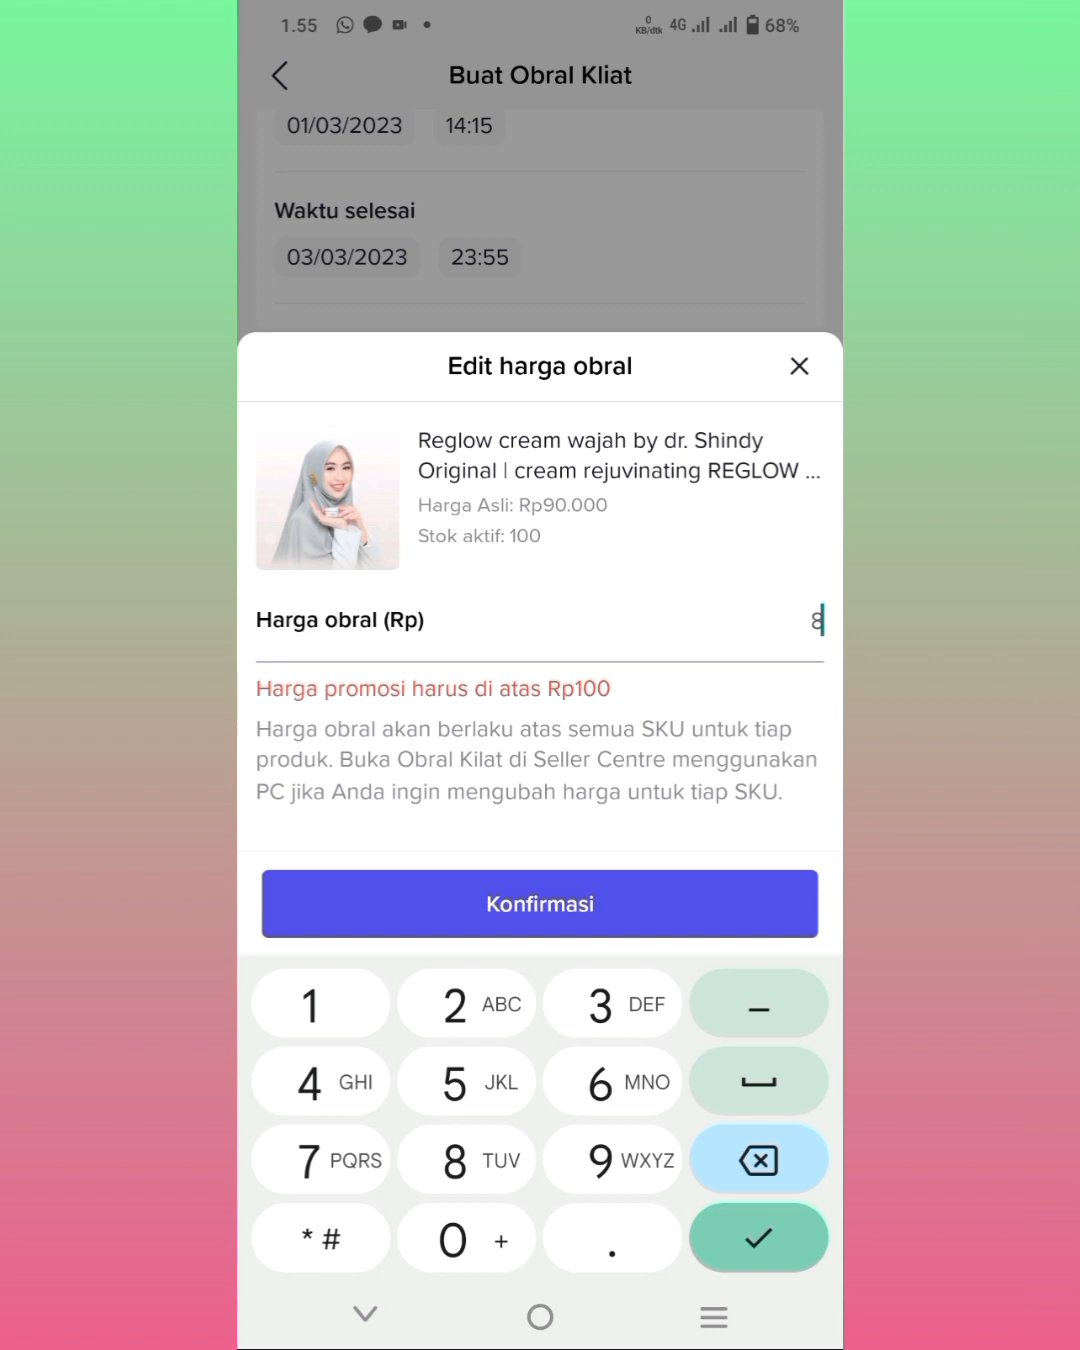 1.55
0
KB/dtk
4G
68%
Buat Obral Kliat
01/03/2023 14:15
Waktu selesai
03/03/2023 23:55
Edit harga obral
Reglow cream wajah by dr. Shindy
Original | cream rejuvinating REGLOW ...
Harga Asli: Rp90.000
Stok aktif: 100
Harga obral (Rp) 8
Harga promosi harus di atas Rp100
Harga obral akan berlaku atas semua SKU untuk tiap
produk. Buka Obral Kilat di Seller Centre menggunakan
PC jika Anda ingin mengubah harga untuk tiap SKU.
Konfirmasi
1 2 ABC 3 DEF –
4 GHI 5 JKL 6 MNO
7 PQRS 8 TUV 9 WXYZ
* # 0 + .